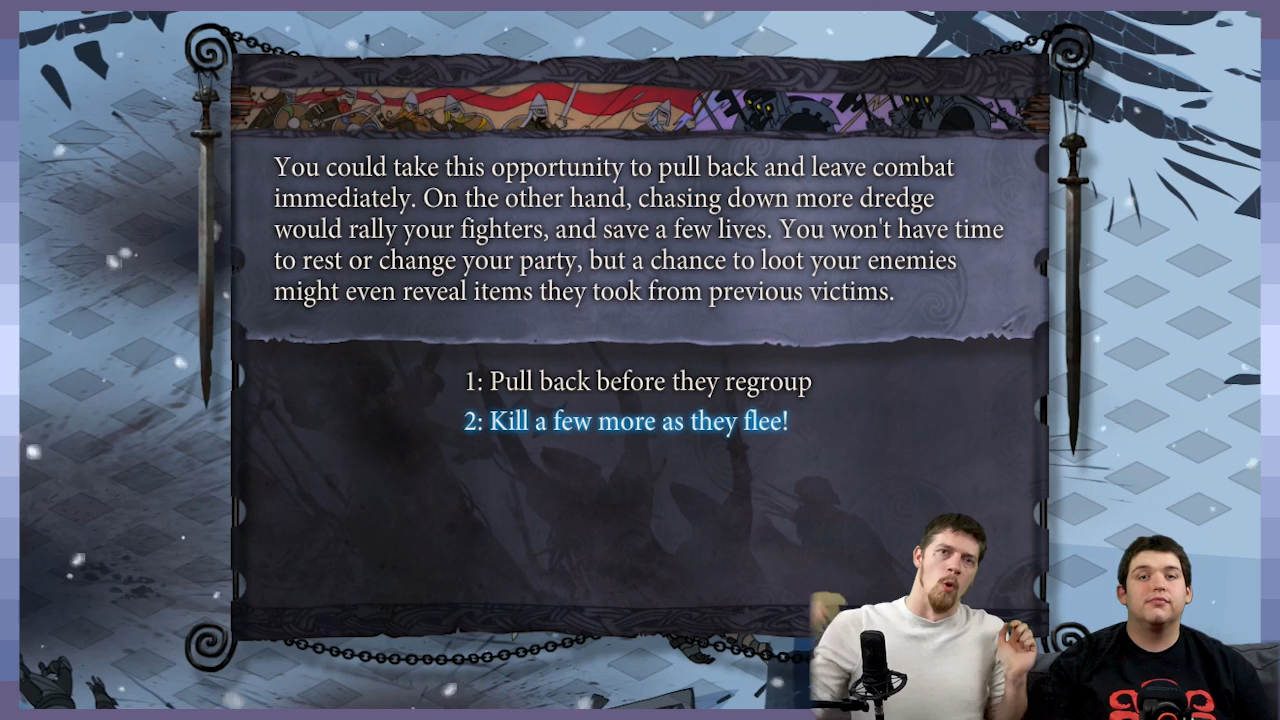 You could take this opportunity to pull back and leave combat
immediately. On the other hand, chasing down more dredge
would rally your fighters, and save a few lives. You won't have time
to rest or change your party, but a chance to loot your enemies
might even reveal items they took from previous victims.
1: Pull back before they regroup
2: Kill a few more as they flee!